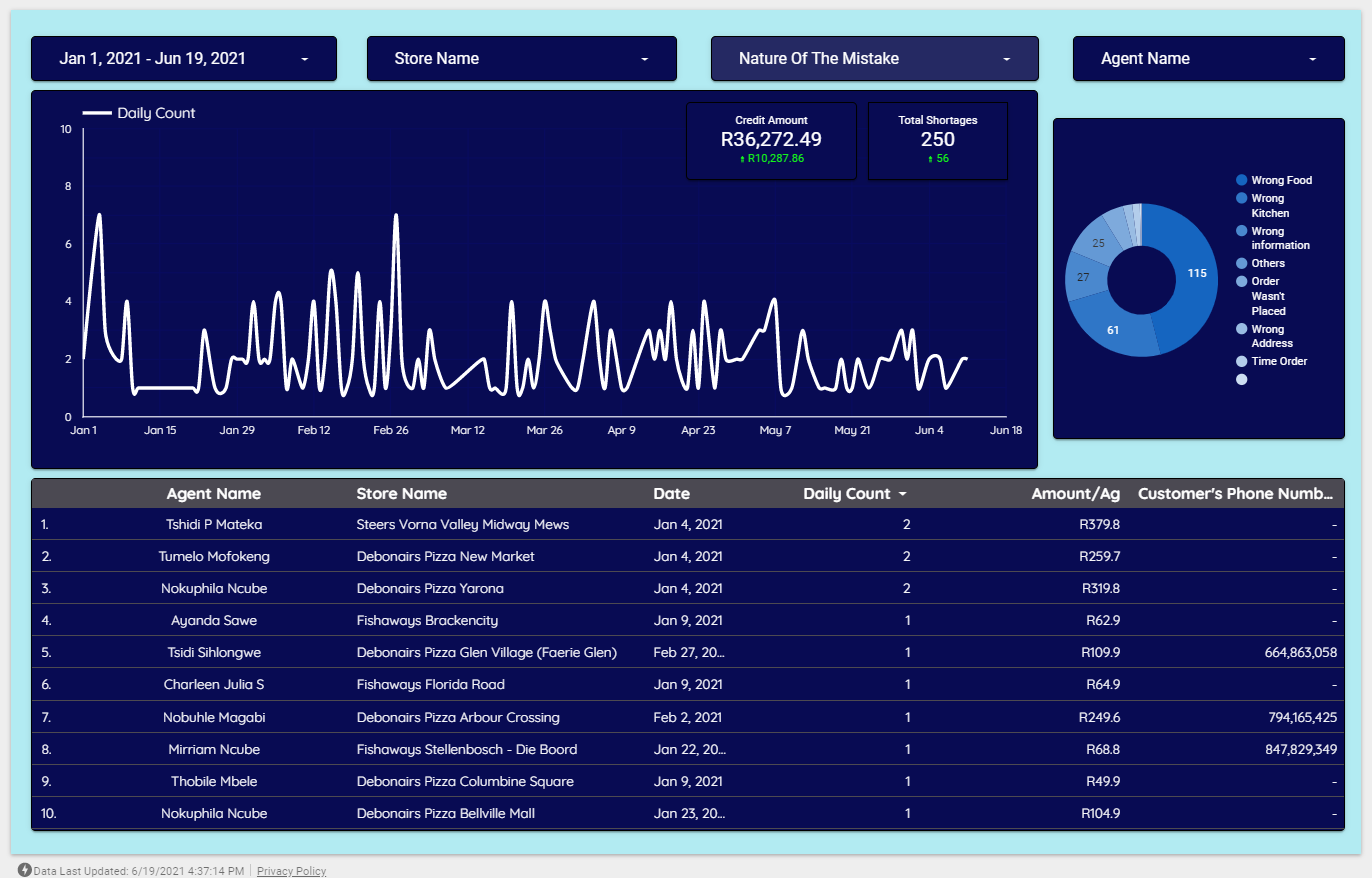 Jan 1, 2021 - Jun 19, 2021
Store Name
Nature Of The Mistake
Agent Name
Daily Count
10
8
6
4
2
0
Jan 1 Jan 15 Jan 29 Feb 12 Feb 26 Mar 12 Mar 26 Apr 9 Apr 23 May 7 May 21 Jun 4 Jun 18
Credit Amount
R36,272.49
R10,287.86
Total Shortages
250
56
115
61
27
25
Wrong Food
Wrong
Kitchen
Wrong
information
Others
Order
Wasn't
Placed
Wrong
Address
Time Order
Agent Name Store Name Date Daily Count Amount/Ag Customer's Phone Numb...
1. Tshidi P Mateka Steers Vorna Valley Midway Mews Jan 4, 2021 2 R379.8 -
2. Tumelo Mofokeng Debonairs Pizza New Market Jan 4, 2021 2 R259.7 -
3. Nokuphila Ncube Debonairs Pizza Yarona Jan 4, 2021 2 R319.8 -
4. Ayanda Sawe Fishaways Brackencity Jan 9, 2021 1 R62.9 -
5. Tsidi Sihlongwe Debonairs Pizza Glen Village (Faerie Glen) Feb 27, 20... 1 R109.9 664,863,058
6. Charleen Julia S Fishaways Florida Road Jan 9, 2021 1 R64.9 -
7. Nobuhle Magabi Debonairs Pizza Arbour Crossing Feb 2, 2021 1 R249.6 794,165,425
8. Mirriam Ncube Fishaways Stellenbosch - Die Boord Jan 22, 20... 1 R68.8 847,829,349
9. Thobile Mbele Debonairs Pizza Columbine Square Jan 9, 2021 1 R49.9 -
10. Nokuphila Ncube Debonairs Pizza Bellville Mall Jan 23, 20... 1 R104.9 -
Data Last Updated: 6/19/2021 4:37:14 PM Privacy Policy